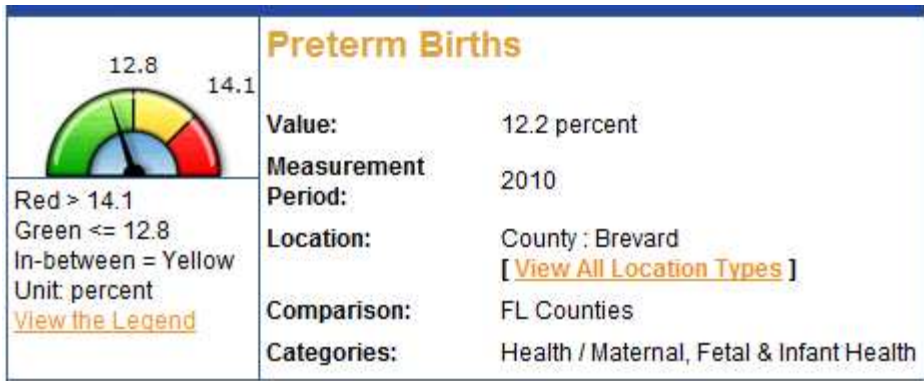 12.8
14.1
Red > 14.1
Green <= 12.8
In-between = Yellow
Unit: percent
View the Legend
Preterm Births
Value: 12.2 percent
Measurement
Period: 2010
Location: County : Brevard
[ View All Location Types ]
Comparison: FL Counties
Categories: Health / Maternal, Fetal & Infant Health